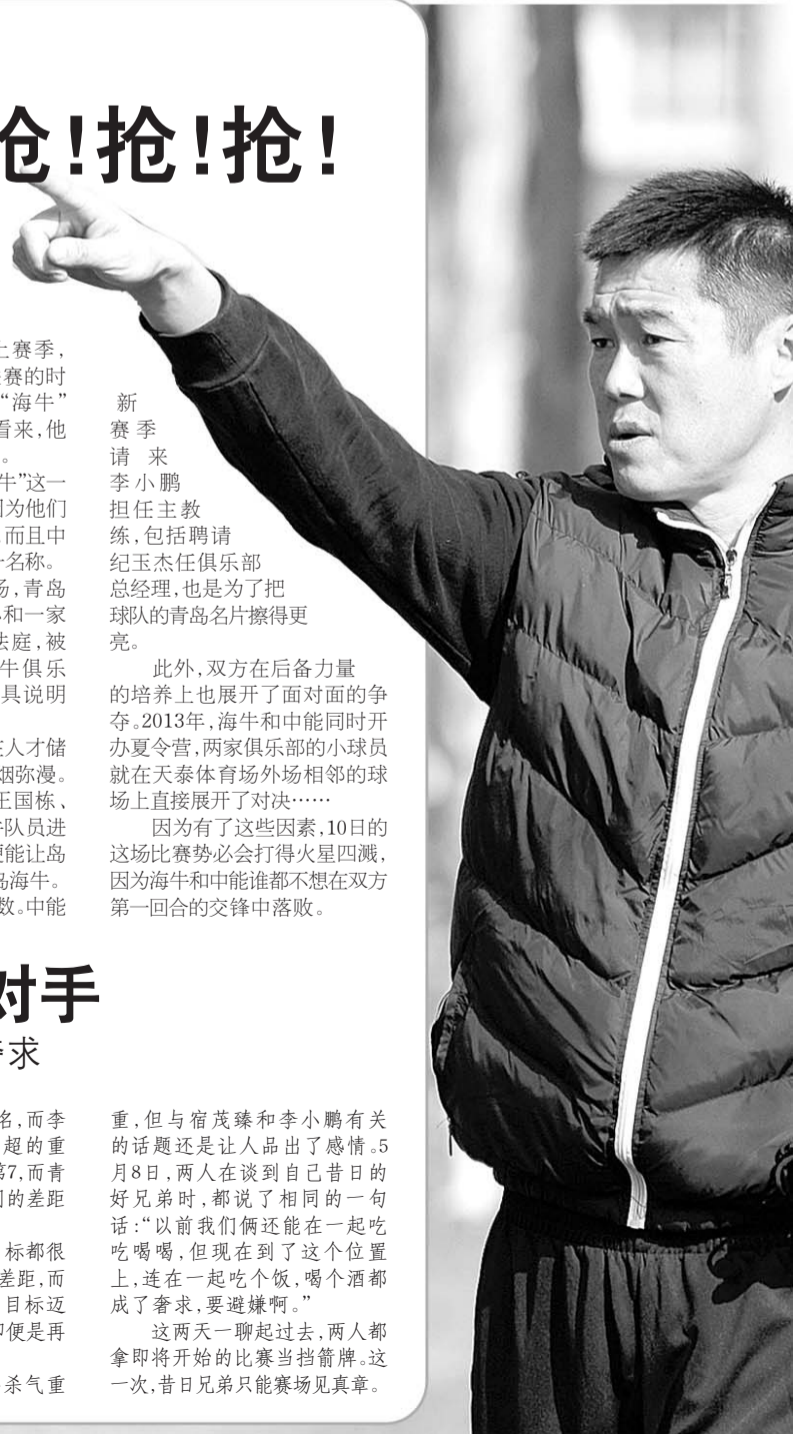 抢!抢!抢!
上赛季,
赛的时
“海牛”
看来,他
。
牛”这一
因为他们
而且中
名称。
场,青岛
和一家
法庭,被
牛俱乐
具说明
人才储
烟弥漫。
王国栋、
队员进
便能让岛
岛海牛。
数。中能
新
赛季
请来
李小鹏
担任主教
练,包括聘请
纪玉杰任俱乐部
总经理,也是为了把
球队的青岛名片擦得更
亮。
此外,双方在后备力量
的培养上也展开了面对面的争
夺。2013年,海牛和中能同时开
办夏令营,两家俱乐部的小球员
就在天泰体育场外场相邻的球
场上直接展开了对决……
因为有了这些因素,10日的
这场比赛势必会打得火星四溅,
因为海牛和中能谁都不想在双方
第一回合的交锋中落败。
对手
求
名,而李
超的重
第7,而青
的差距
标都很
差距,而
目标迈
即便是再
杀气重
重,但与宿茂臻和李小鹏有关
的话题还是让人品出了感情。5
月8日,两人在谈到自己昔日的
好兄弟时,都说了相同的一句
话:“以前我们俩还能在一起吃
吃喝喝,但现在到了这个位置
上,连在一起吃个饭,喝个酒都
成了奢求,要避嫌啊。”
这两天一聊起过去,两人都
拿即将开始的比赛当挡箭牌。这
一次,昔日兄弟只能赛场见真章。